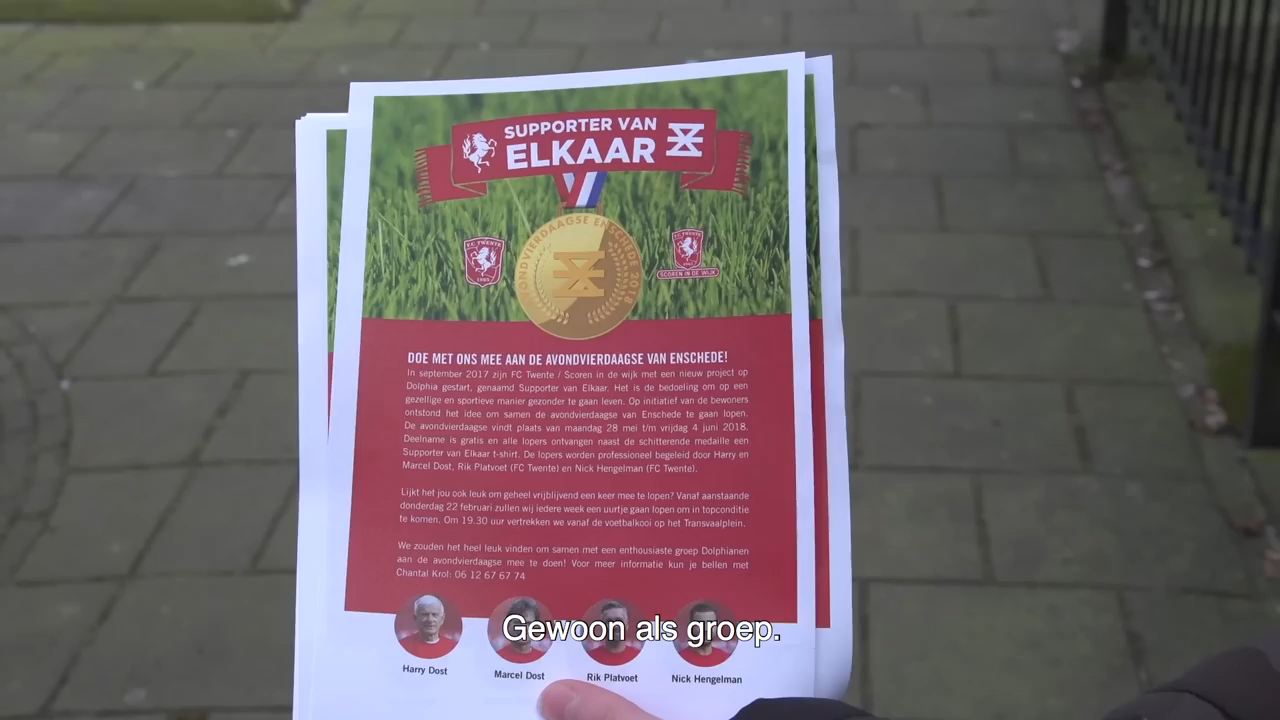 SUPPORTER VAN
ELKAAR
AVONDVIERDAAGSE ENSCHEDE 2018
F.C. TWENTE
1965
F.C. TWENTE
SCOREN IN DE WIJK
DOE MET ONS MEE AAN DE AVONDVIERDAAGSE VAN ENSCHEDE!
In september 2017 zijn FC Twente / Scoren in de wijk met een nieuw project op
Dolphia gestart, genaamd Supporter van Elkaar. Het is de bedoeling om op een
gezellige en sportieve manier gezonder te gaan leven. Op initiatief van de bewoners
ontstond het idee om samen de avondvierdaagse van Enschede te gaan lopen.
De avondvierdaagse vindt plaats van maandag 28 mei t/m vrijdag 4 juni 2018.
Deelname is gratis en alle lopers ontvangen naast de schitterende medaille een
Supporter van Elkaar t-shirt. De lopers worden professioneel begeleid door Harry en
Marcel Dost, Rik Platvoet (FC Twente) en Nick Hengelman (FC Twente).
Lijkt het jou ook leuk om geheel vrijblijvend een keer mee te lopen? Vanaf aanstaande
donderdag 22 februari zullen wij iedere week een uurtje gaan lopen om in topconditie
te komen. Om 19.30 uur vertrekken we vanaf de voetbalkooi op het Transvaalplein.
We zouden het heel leuk vinden om samen met een enthousiaste groep Dolphianen
aan de avondvierdaagse mee te doen! Voor meer informatie kun je bellen met
Chantal Krol: 06 12 67 67 74
Gewoon als groep.
Harry Dost
Marcel Dost
Rik Platvoet
Nick Hengelman